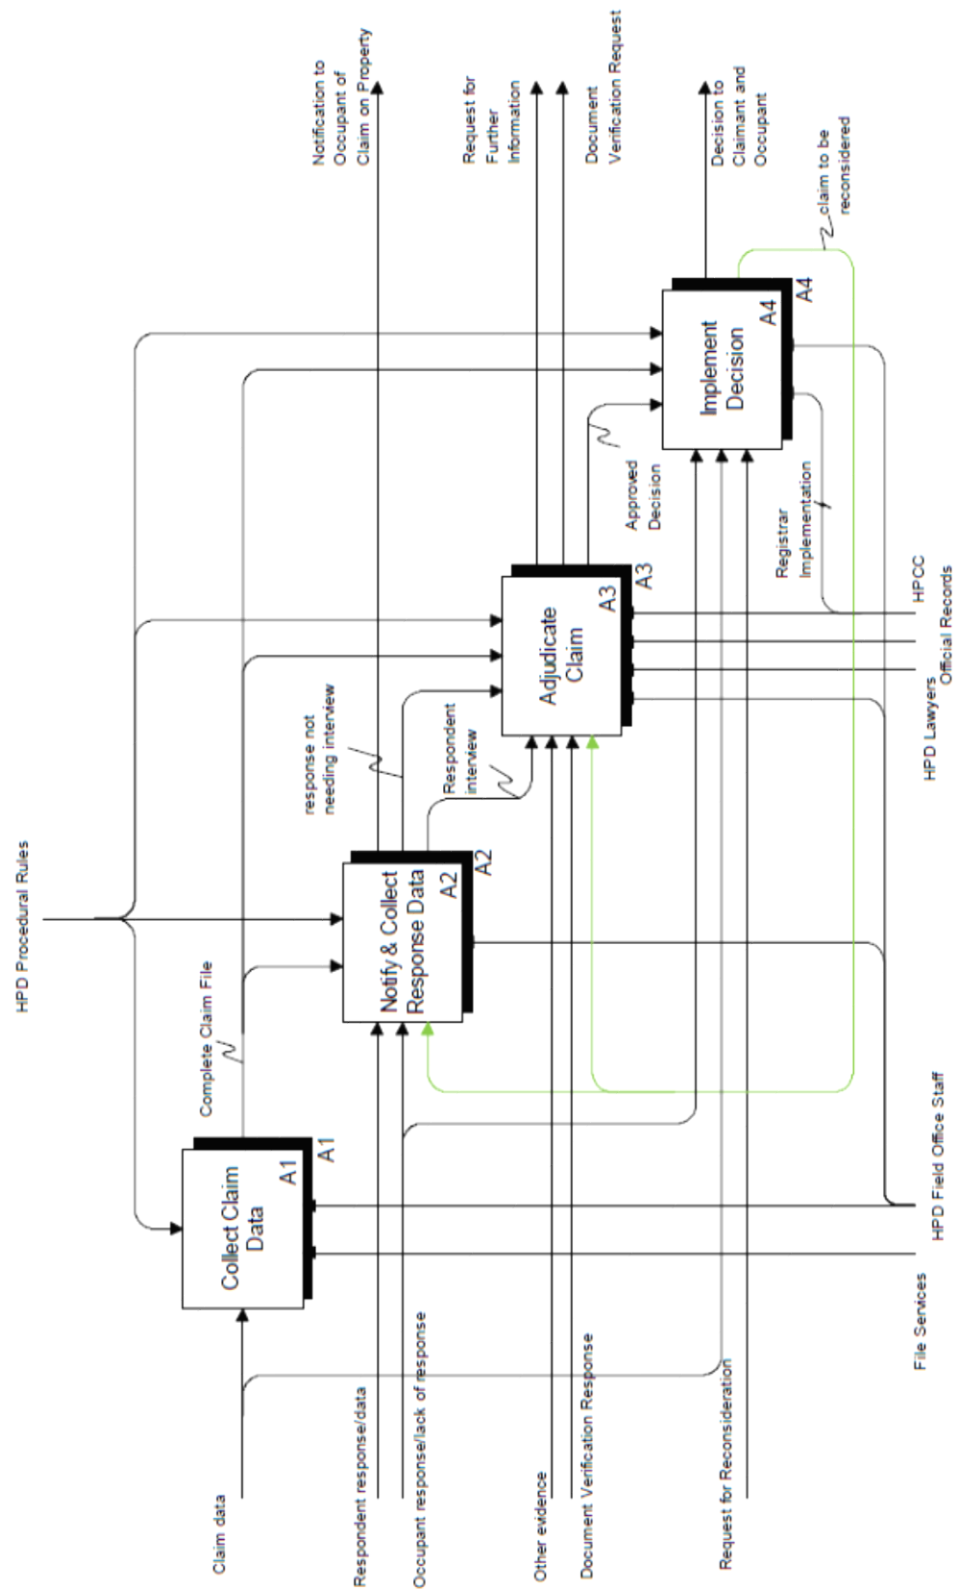 HPD Procedural Rules
Notification to
Occupant of
Claim on Property
Request for
Further
Information
Document
Verification Request
Decision to
Claimant and
Occupant
claim to be
reconsidered
Complete Claim File
response not
needing interview
Respondent
interview
Approved
Decision
Registrar
Implementation
Collect Claim
Data
A1
A1
Notify & Collect
Response Data
A2
A2
Adjudicate
Claim
A3
A3
Implement
Decision
A4
A4
Claim data
Respondent response/data
Occupant response/lack of response
Other evidence
Document Verification Response
Request for Reconsideration
File Services
HPD Field Office Staff
HPD Lawyers
Official Records
HPCC